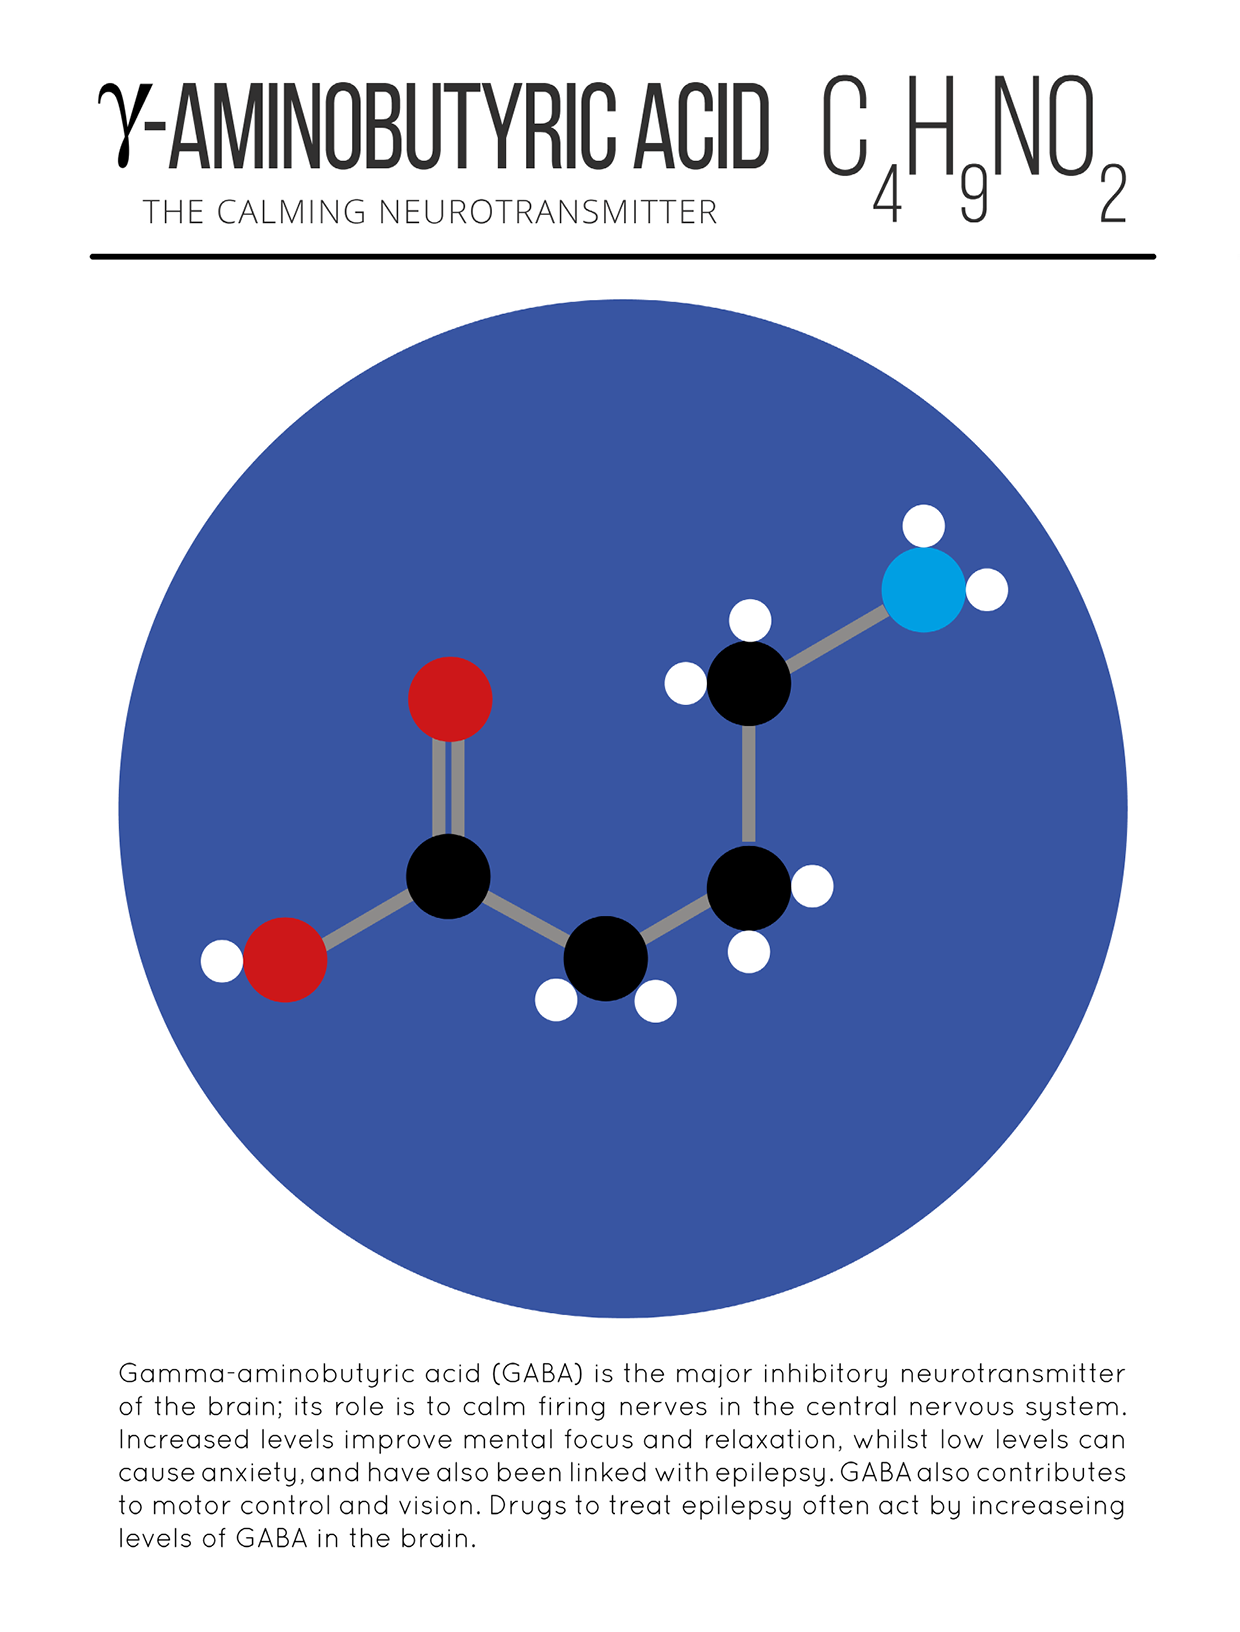 γ-AMINOBUTYRIC ACID
THE CALMING NEUROTRANSMITTER
C4H9NO2
Gamma-aminobutyric acid (GABA) is the major inhibitory neurotransmitter
of the brain; its role is to calm firing nerves in the central nervous system.
Increased levels improve mental focus and relaxation, whilst low levels can
cause anxiety, and have also been linked with epilepsy. GABA also contributes
to motor control and vision. Drugs to treat epilepsy often act by increaseing
levels of GABA in the brain.